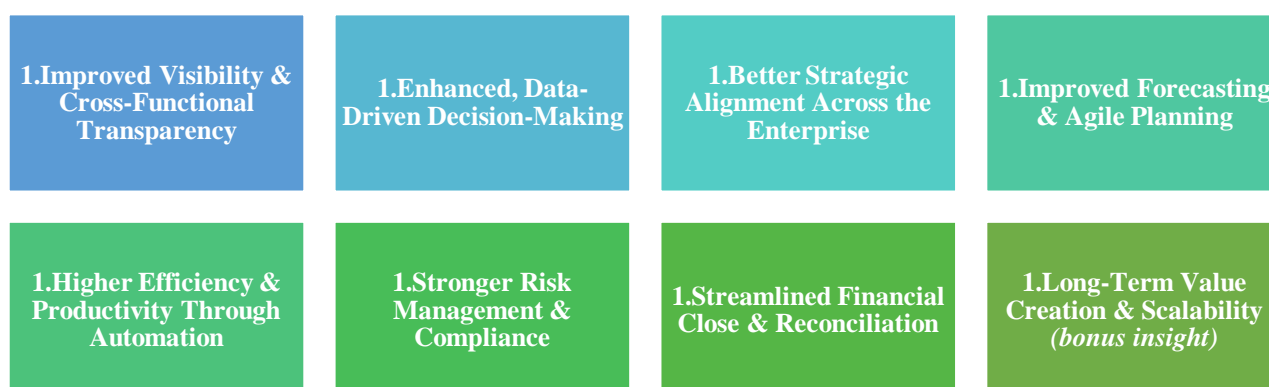 1.Improved Visibility &
Cross-Functional
Transparency
1.Enhanced, Data-
Driven Decision-Making
1.Better Strategic
Alignment Across the
Enterprise
1.Improved Forecasting
& Agile Planning
1.Higher Efficiency &
Productivity Through
Automation
1.Stronger Risk
Management &
Compliance
1.Streamlined Financial
Close & Reconciliation
1.Long-Term Value
Creation & Scalability
(bonus insight)